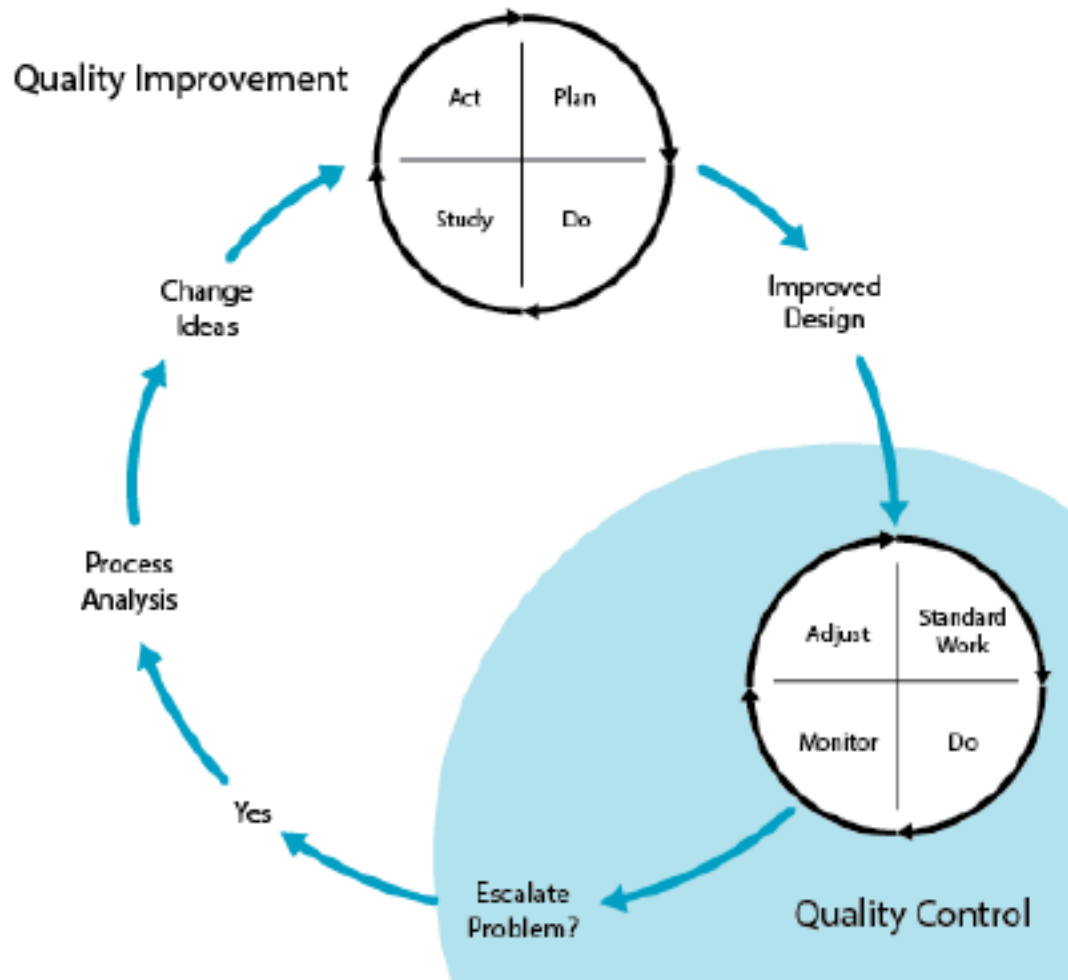 Quality Improvement
Act
Plan
Study
Do
Change
Ideas
Improved
Design
Process
Analysis
Adjust
Standard
Work
Monitor
Do
Yes
Escalate
Problem?
Quality Control